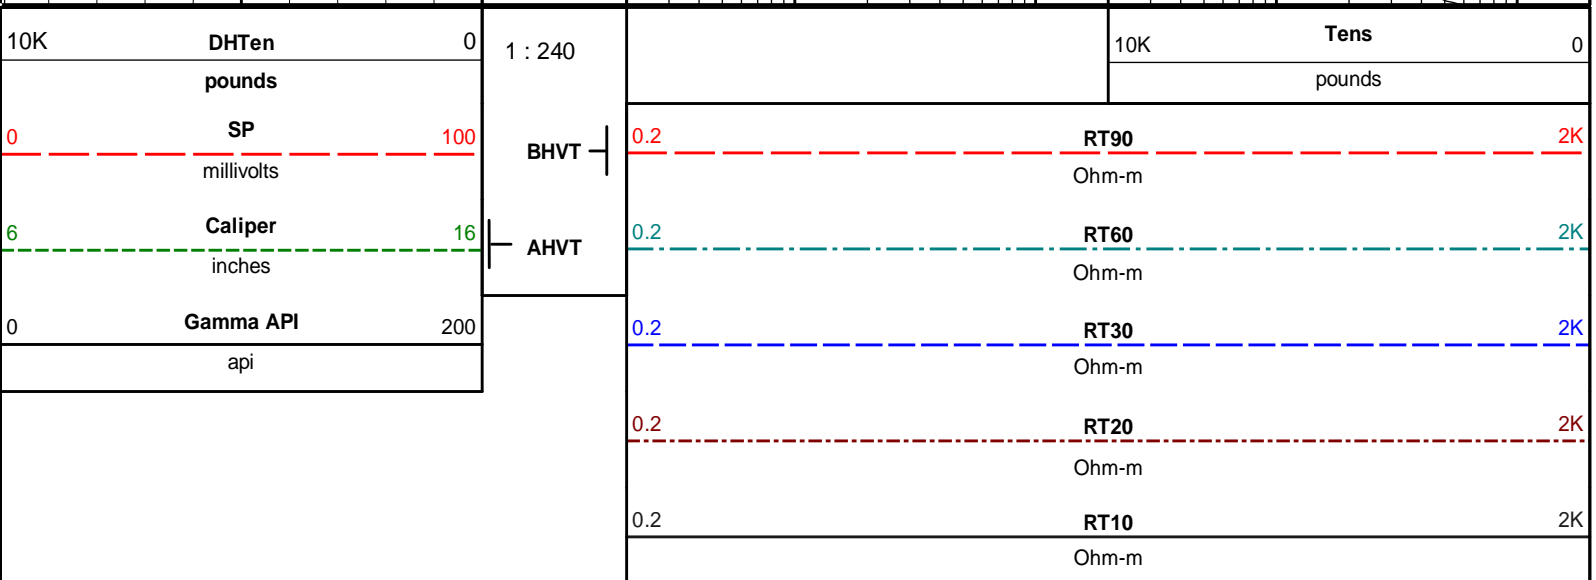 10K DHTen 0
pounds
0 SP 100
millivolts
6 Caliper 16
inches
0 Gamma API 200
api
1 : 240
BHVT
AHVT
10K Tens 0
pounds
0.2 RT90 2K
Ohm-m
0.2 RT60 2K
Ohm-m
0.2 RT30 2K
Ohm-m
0.2 RT20 2K
Ohm-m
0.2 RT10 2K
Ohm-m